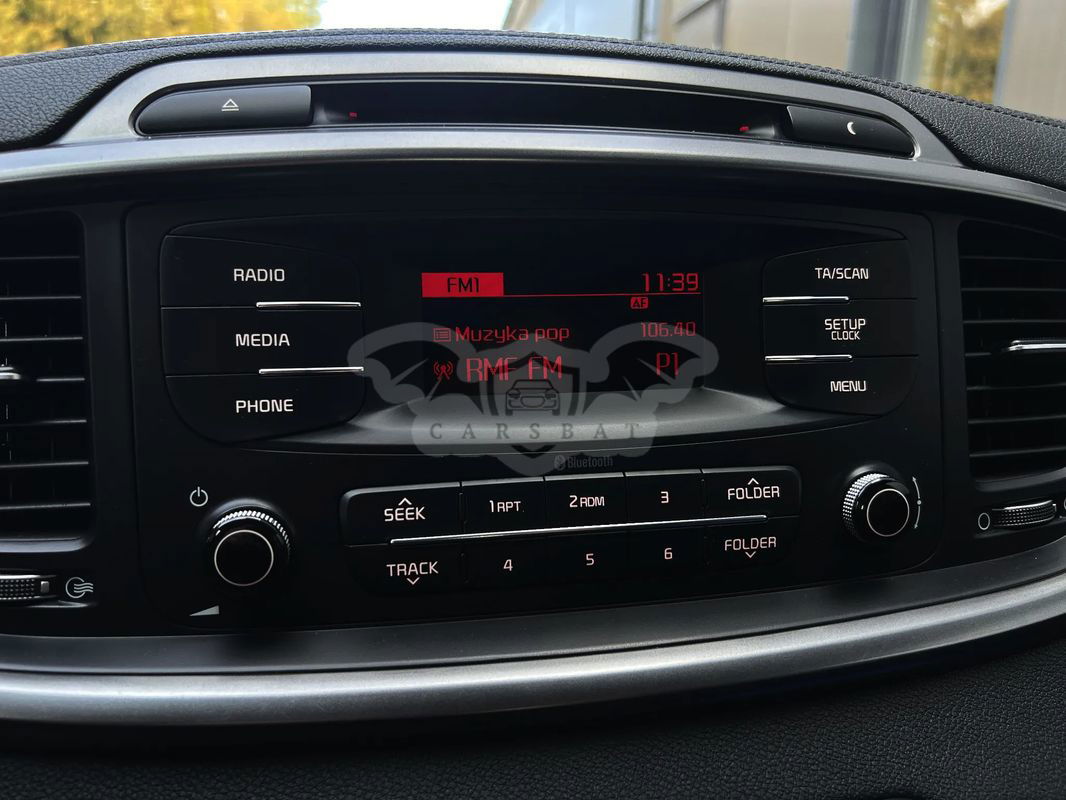 RADIO
MEDIA
PHONE
FM1 11:39
AF
Muzyka pop 106.40
RMF FM P1
TA/SCAN
SETUP
CLOCK
MENU
CARSBAT
Bluetooth
SEEK 1 RPT 2 RDM 3 FOLDER
TRACK 4 5 6 FOLDER